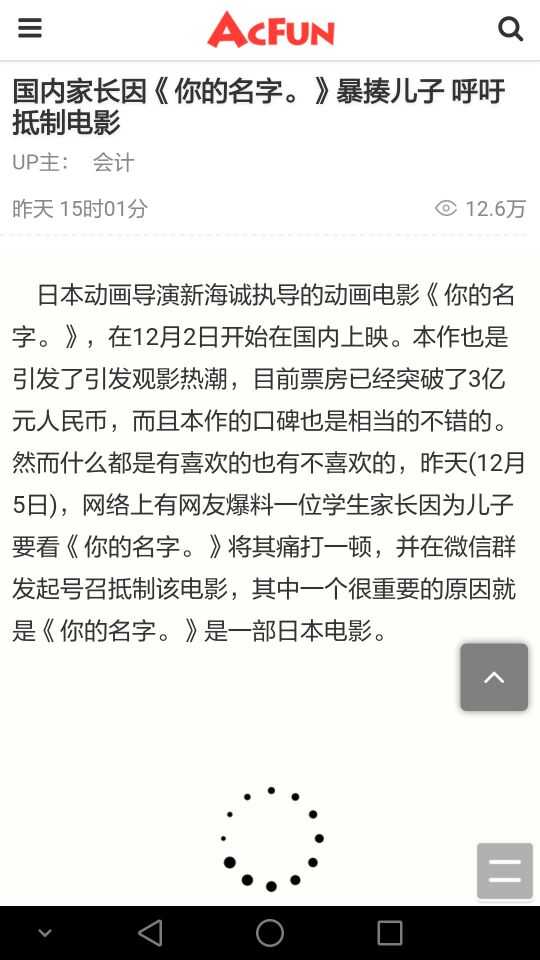 AcFun
国内家长因《你的名字。》暴揍儿子 呼吁
抵制电影
UP主： 会计
昨天 15时01分 12.6万
日本动画导演新海诚执导的动画电影《你的名
字。》，在12月2日开始在国内上映。本作也是
引发了引发观影热潮，目前票房已经突破了3亿
元人民币，而且本作的口碑也是相当的不错的。
然而什么都是有喜欢的也有不喜欢的，昨天(12月
5日)，网络上有网友爆料一位学生家长因为儿子
要看《你的名字。》将其痛打一顿，并在微信群
发起号召抵制该电影，其中一个很重要的原因就
是《你的名字。》是一部日本电影。